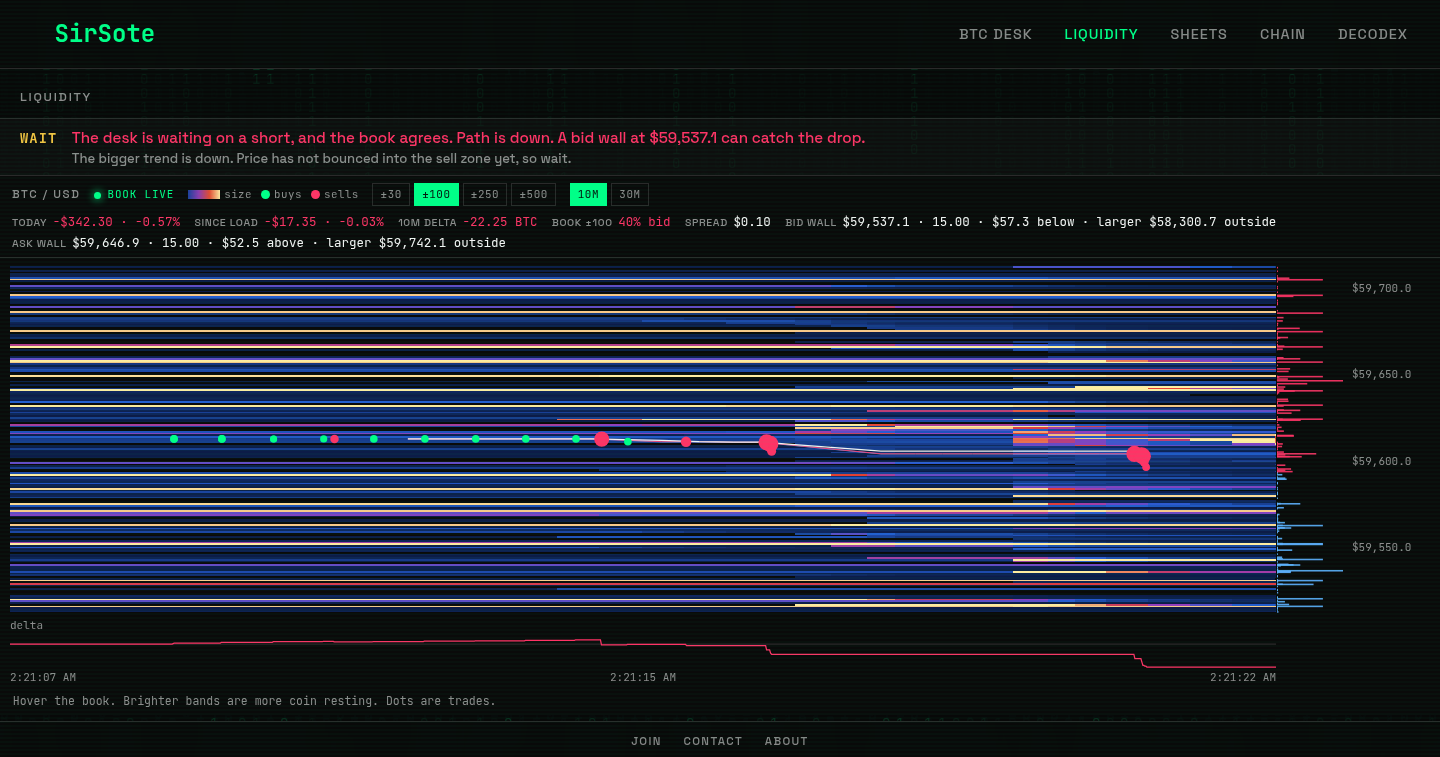 SirSote
BTC DESK LIQUIDITY SHEETS CHAIN DECODEX
LIQUIDITY
WAIT The desk is waiting on a short, and the book agrees. Path is down. A bid wall at $59,537.1 can catch the drop.
The bigger trend is down. Price has not bounced into the sell zone yet, so wait.
BTC / USD BOOK LIVE size buys sells ±30 ±100 ±250 ±500 10M 30M
TODAY -$342.30 · -0.57% SINCE LOAD -$17.35 · -0.03% 10M DELTA -22.25 BTC BOOK ±100 40% bid SPREAD $0.10 BID WALL $59,537.1 · 15.00 · $57.3 below · larger $58,300.7 outside
ASK WALL $59,646.9 · 15.00 · $52.5 above · larger $59,742.1 outside
$59,700.0
$59,650.0
$59,600.0
$59,550.0
delta
2:21:07 AM 2:21:15 AM 2:21:22 AM
Hover the book. Brighter bands are more coin resting. Dots are trades.
JOIN CONTACT ABOUT